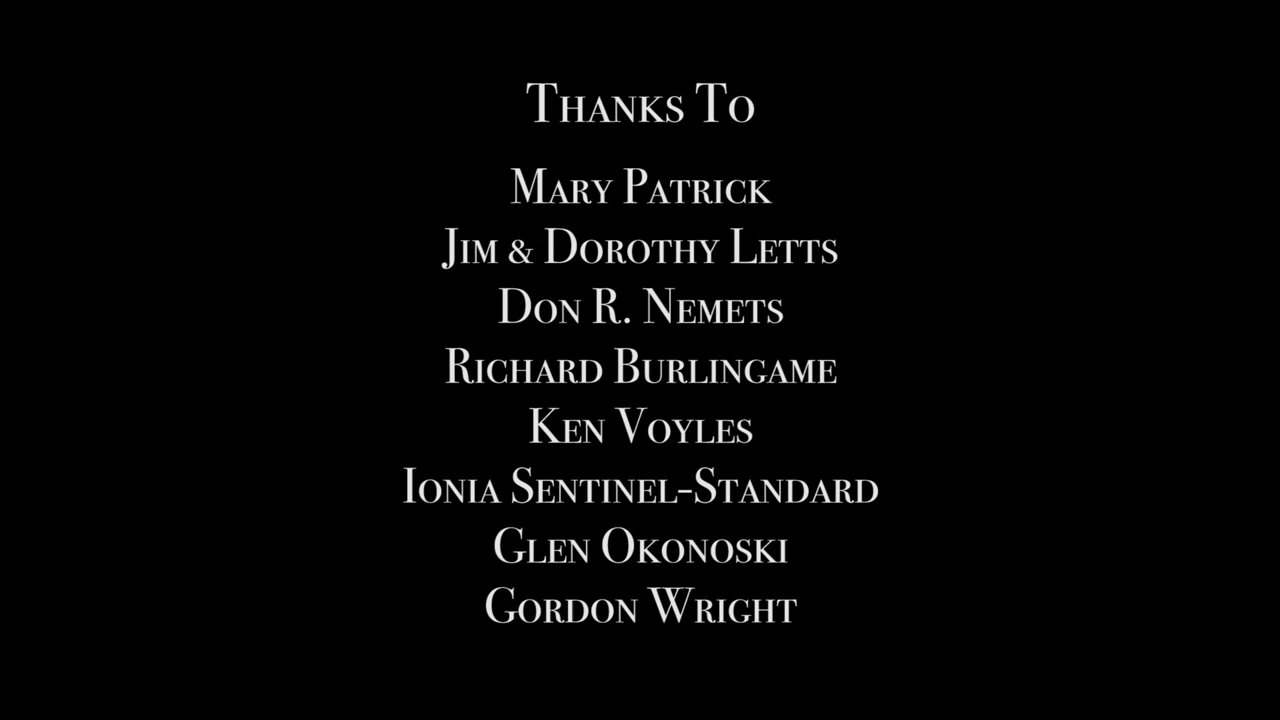 Thanks To
Mary Patrick
Jim & Dorothy Letts
Don R. Nemets
Richard Burlingame
Ken Voyles
Ionia Sentinel-Standard
Glen Okonoski
Gordon Wright